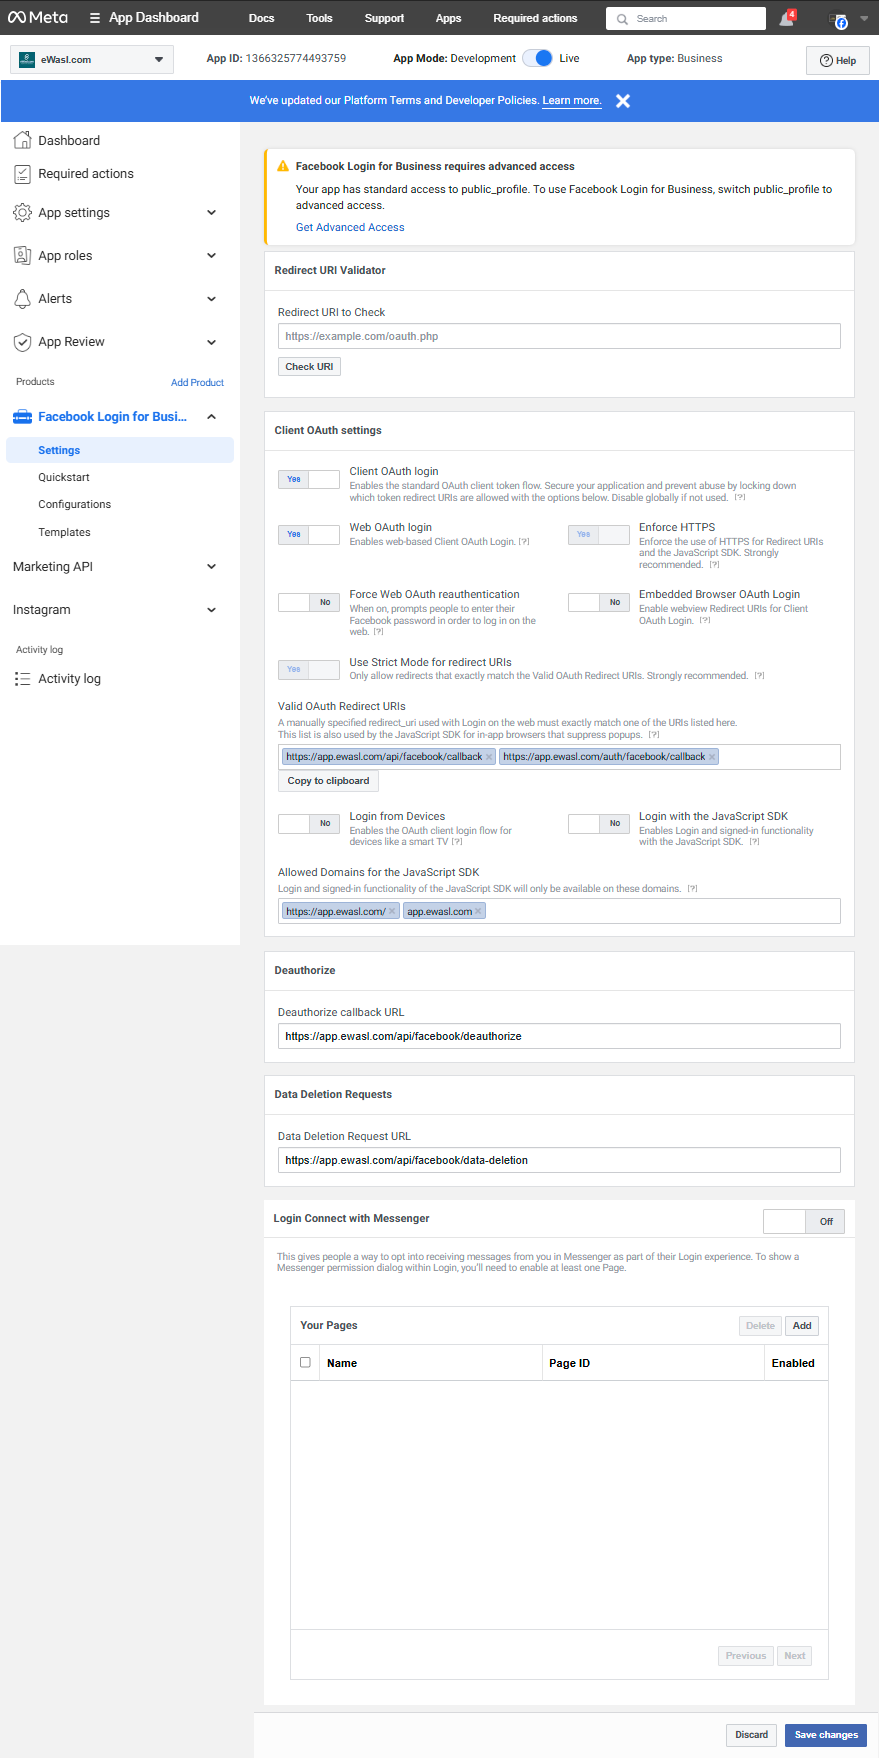 Meta
App Dashboard
Docs
Tools
Support
Apps
Required actions
Search
4
eWasl.com
App ID: 1366325774493759
App Mode: Development
Live
App type: Business
Help
We've updated our Platform Terms and Developer Policies. Learn more.
Dashboard
Required actions
App settings
App roles
Alerts
App Review
Products
Add Product
Facebook Login for Busi...
Settings
Quickstart
Configurations
Templates
Marketing API
Instagram
Activity log
Activity log
Facebook Login for Business requires advanced access
Your app has standard access to public_profile. To use Facebook Login for Business, switch public_profile to
advanced access.
Get Advanced Access
Redirect URI Validator
Redirect URI to Check
https://example.com/oauth.php
Check URI
Client OAuth settings
Yes
Client OAuth login
Enables the standard OAuth client token flow. Secure your application and prevent abuse by locking down
which token redirect URIs are allowed with the options below. Disable globally if not used. [?]
Yes
Web OAuth login
Enables web-based Client OAuth Login. [?]
Yes
Enforce HTTPS
Enforce the use of HTTPS for Redirect URIs
and the JavaScript SDK. Strongly
recommended. [?]
No
Force Web OAuth reauthentication
When on, prompts people to enter their
Facebook password in order to log in on the
web. [?]
No
Embedded Browser OAuth Login
Enable webview Redirect URIs for Client
OAuth Login. [?]
Yes
Use Strict Mode for redirect URIs
Only allow redirects that exactly match the Valid OAuth Redirect URIs. Strongly recommended. [?]
Valid OAuth Redirect URIs
A manually specified redirect_uri used with Login on the web must exactly match one of the URIs listed here.
This list is also used by the JavaScript SDK for in-app browsers that suppress popups. [?]
https://app.ewasl.com/api/facebook/callback
https://app.ewasl.com/auth/facebook/callback
Copy to clipboard
No
Login from Devices
Enables the OAuth client login flow for
devices like a smart TV [?]
No
Login with the JavaScript SDK
Enables Login and signed-in functionality
with the JavaScript SDK. [?]
Allowed Domains for the JavaScript SDK
Login and signed-in functionality of the JavaScript SDK will only be available on these domains. [?]
https://app.ewasl.com/
app.ewasl.com
Deauthorize
Deauthorize callback URL
https://app.ewasl.com/api/facebook/deauthorize
Data Deletion Requests
Data Deletion Request URL
https://app.ewasl.com/api/facebook/data-deletion
Login Connect with Messenger
Off
This gives people a way to opt into receiving messages from you in Messenger as part of their Login experience. To show a
Messenger permission dialog within Login, you'll need to enable at least one Page.
Your Pages
Delete
Add
Name
Page ID
Enabled
Previous
Next
Discard
Save changes